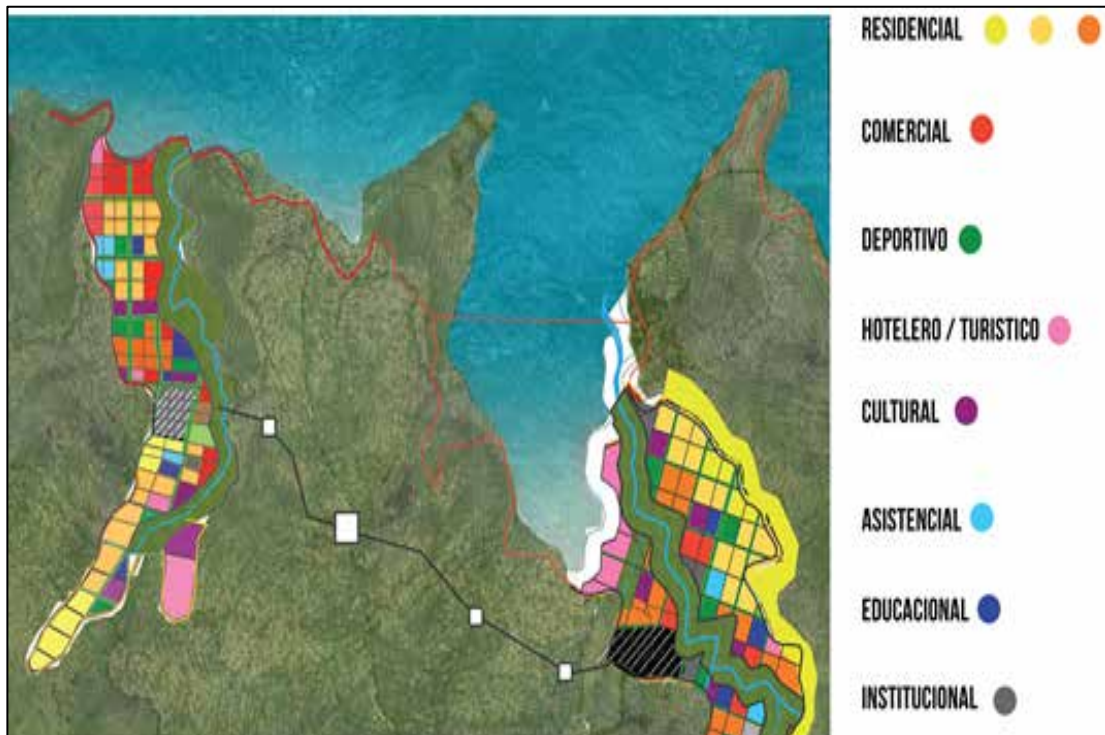 RESIDENCIAL
COMERCIAL
DEPORTIVO
HOTELERO / TURISTICO
CULTURAL
ASISTENCIAL
EDUCACIONAL
INSTITUCIONAL